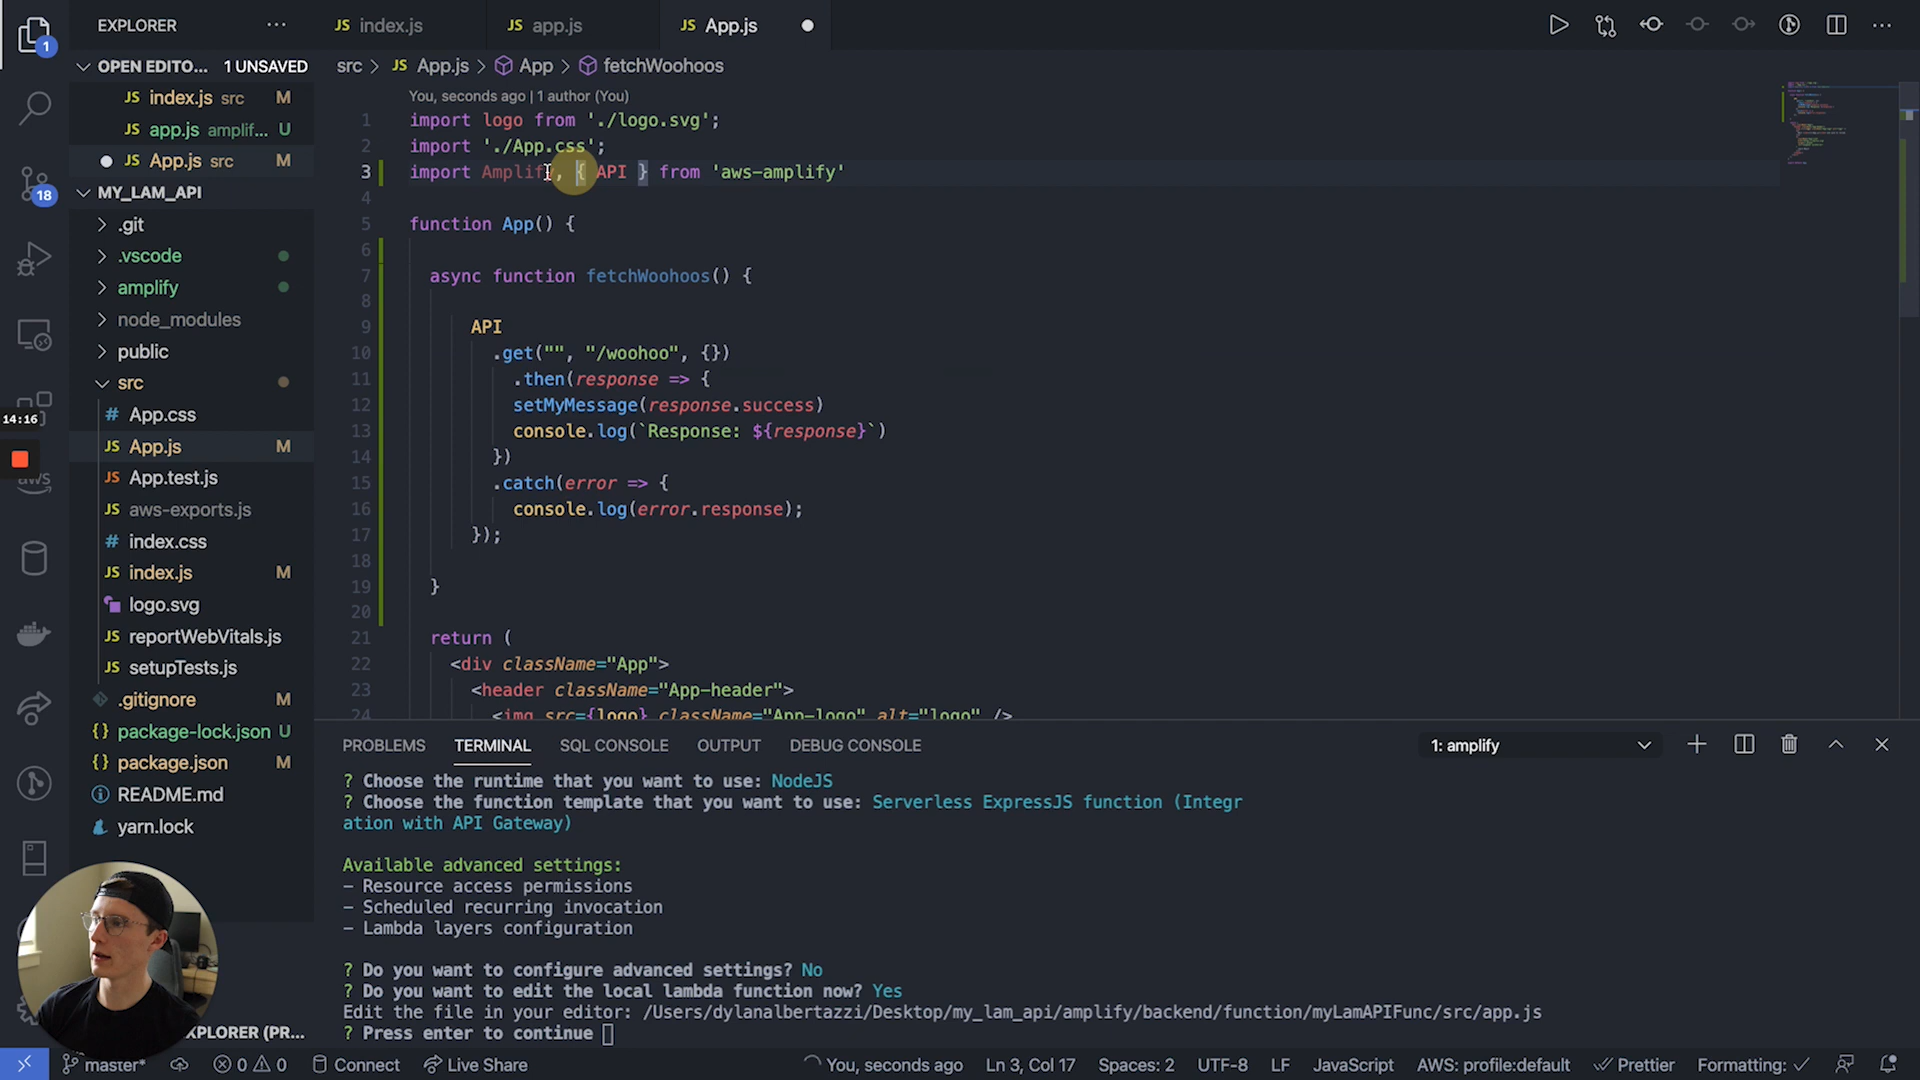 EXPLORER
index.js
app.js
App.js
1
OPEN EDITO... 1 UNSAVED
index.js src M
app.js amplif... U
App.js src M
MY_LAM_API
.git
.vscode
amplify
node_modules
public
src
App.css
App.js M
App.test.js
aws-exports.js
index.css
index.js M
logo.svg
reportWebVitals.js
setupTests.js
.gitignore M
package-lock.json U
package.json M
README.md
yarn.lock
XPLORER (PR...
18
14:16
aws
src > JS App.js > App > fetchWoohoos
You, seconds ago | 1 author (You)
1 import logo from './logo.svg';
2 import './App.css';
3 import Amplify, { API } from 'aws-amplify'
4
5 function App() {
6
7 async function fetchWoohoos() {
8
9 API
10 .get("", "/woohoo", {})
11 .then(response => {
12 setMyMessage(response.success)
13 console.log(`Response: ${response}`)
14 })
15 .catch(error => {
16 console.log(error.response);
17 });
18
19 }
20
21 return (
22 <div className="App">
23 <header className="App-header">
24 <img src={logo} className="App-logo" alt="logo" />
PROBLEMS TERMINAL SQL CONSOLE OUTPUT DEBUG CONSOLE 1: amplify
? Choose the runtime that you want to use: NodeJS
? Choose the function template that you want to use: Serverless ExpressJS function (Integr
ation with API Gateway)
Available advanced settings:
- Resource access permissions
- Scheduled recurring invocation
- Lambda layers configuration
? Do you want to configure advanced settings? No
? Do you want to edit the local lambda function now? Yes
Edit the file in your editor: /Users/dylanalbertazzi/Desktop/my_lam_api/amplify/backend/function/myLamAPIFunc/src/app.js
? Press enter to continue
master* 0 0 Connect Live Share You, seconds ago Ln 3, Col 17 Spaces: 2 UTF-8 LF JavaScript AWS: profile:default Prettier Formatting: ✓